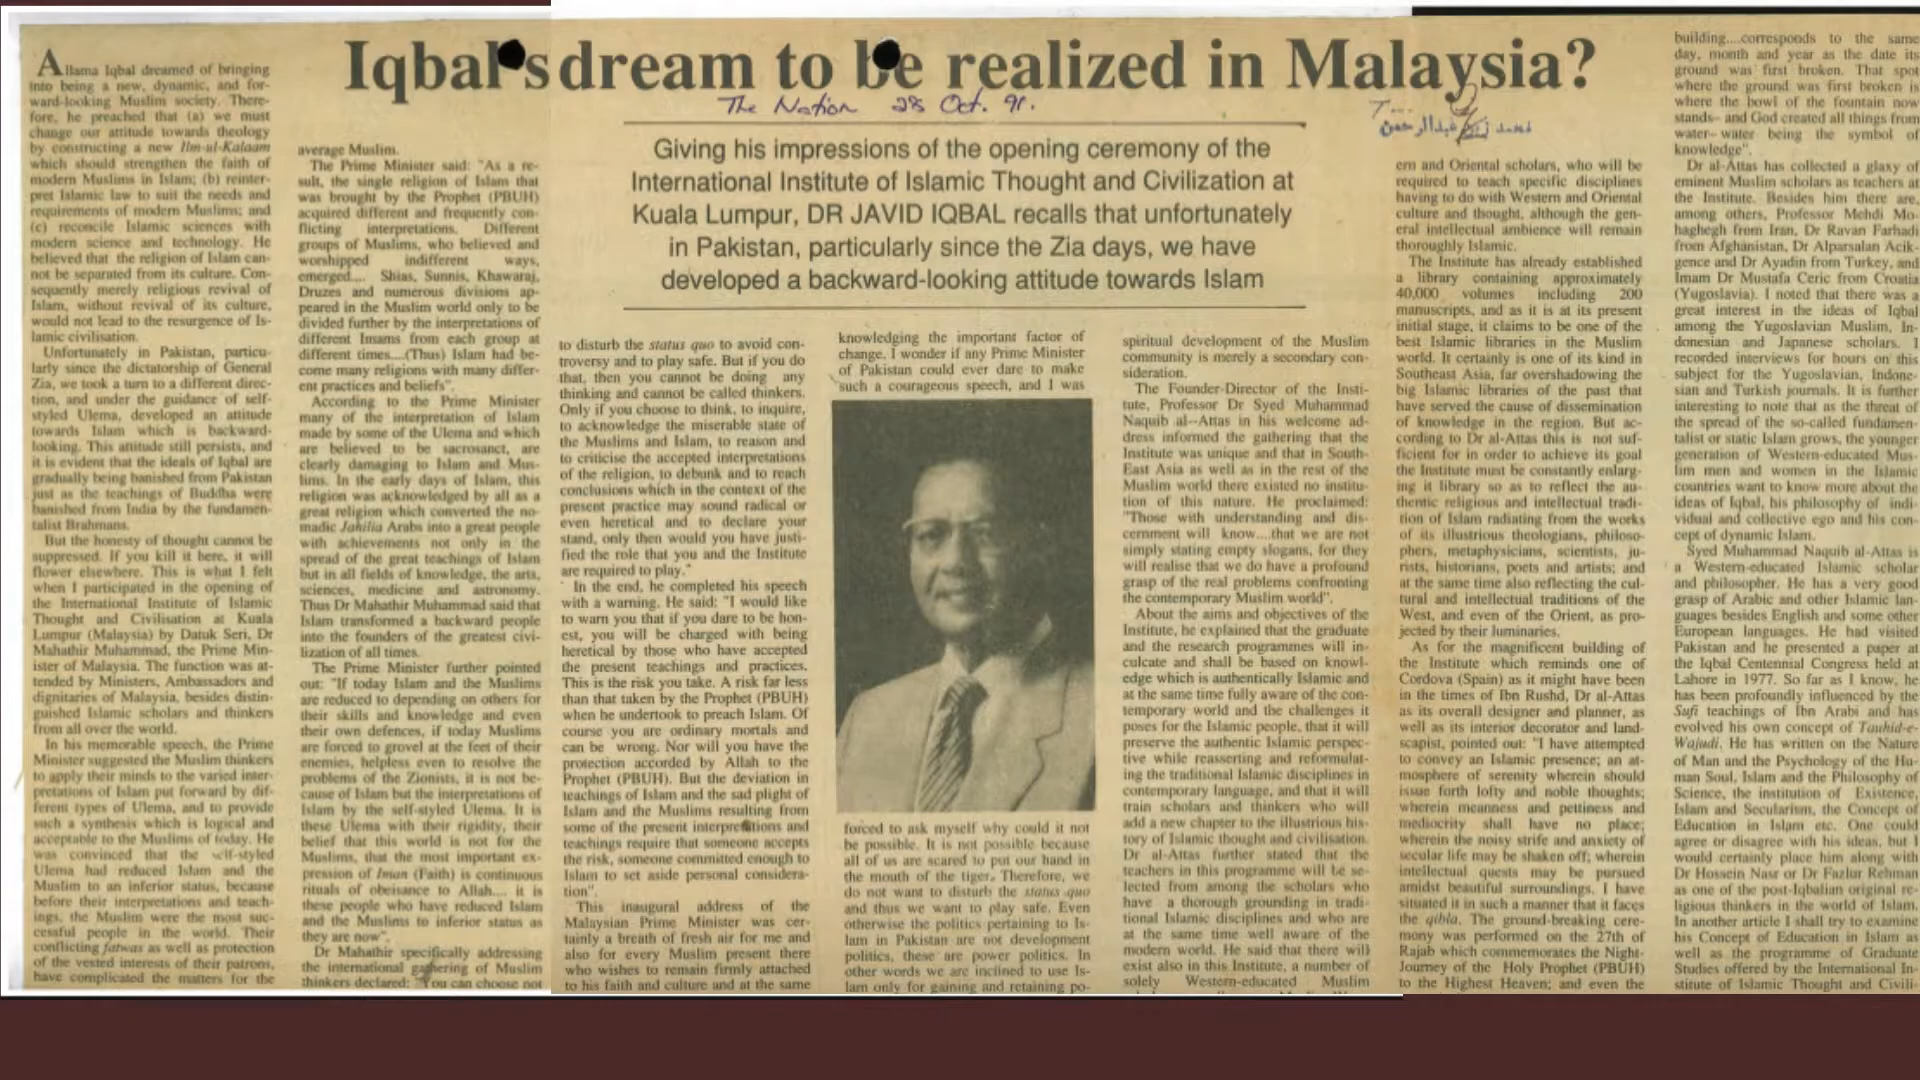 Iqbal's dream to be realized in Malaysia?
The Nation 28 Oct. 91.
Giving his impressions of the opening ceremony of the
International Institute of Islamic Thought and Civilization at
Kuala Lumpur, DR JAVID IQBAL recalls that unfortunately
in Pakistan, particularly since the Zia days, we have
developed a backward-looking attitude towards Islam
Allama Iqbal dreamed of bringing
into being a new, dynamic, and for-
ward-looking Muslim society. There-
fore, he preached that (a) we must
change our attitude towards theology
by constructing a new Ilm-ul-Kalaam
which should strengthen the faith of
modern Muslims in Islam; (b) reinter-
pret Islamic law to suit the needs and
requirements of modern Muslims; and
(c) reconcile Islamic sciences with
modern science and technology. He
believed that the religion of Islam can-
not be separated from its culture. Con-
sequently merely religious revival of
Islam, without revival of its culture,
would not lead to the resurgence of Is-
lamic civilisation.
Unfortunately in Pakistan, particu-
larly since the dictatorship of General
Zia, we took a turn to a different direc-
tion, and under the guidance of self-
styled Ulema, developed an attitude
towards Islam which is backward-
looking. This attitude still persists, and
it is evident that the ideals of Iqbal are
gradually being banished from Pakistan
just as the teachings of Buddha were
banished from India by the fundamen-
talist Brahmans.
But the honesty of thought cannot be
suppressed. If you kill it here, it will
flower elsewhere. This is what I felt
when I participated in the opening of
the International Institute of Islamic
Thought and Civilisation at Kuala
Lumpur (Malaysia) by Datuk Seri, Dr
Mahathir Muhammad, the Prime Min-
ister of Malaysia. The function was at-
tended by Ministers, Ambassadors and
dignitaries of Malaysia, besides distin-
guished Islamic scholars and thinkers
from all over the world.
In his memorable speech, the Prime
Minister suggested the Muslim thinkers
to apply their minds to the varied inter-
pretations of Islam put forward by dif-
ferent types of Ulema, and to provide
such a synthesis which is logical and
acceptable to the Muslims of today. He
was convinced that the self-styled
Ulema had reduced Islam and the
Muslim to an inferior status, because
before their interpretations and teach-
ings, the Muslim were the most suc-
cessful people in the world. Their
conflicting fatwas as well as protection
of the vested interests of their patrons,
have complicated the matters for the
average Muslim.
The Prime Minister said: "As a re-
sult, the single religion of Islam that
was brought by the Prophet (PBUH)
acquired different and frequently con-
flicting interpretations. Different
groups of Muslims, who believed and
worshipped indifferent ways,
emerged.... Shias, Sunnis, Khawaraj,
Druzes and numerous divisions ap-
peared in the Muslim world only to be
divided further by the interpretations of
different Imams from each group at
different times....(Thus) Islam had be-
come many religions with many differ-
ent practices and beliefs".
According to the Prime Minister
many of the interpretation of Islam
made by some of the Ulema and which
are believed to be sacrosanct, are
clearly damaging to Islam and Mus-
lims. In the early days of Islam, this
religion was acknowledged by all as a
great religion which converted the no-
madic Jahilia Arabs into a great people
with achievements not only in the
spread of the great teachings of Islam
but in all fields of knowledge, the arts,
sciences, medicine and astronomy.
Thus Dr Mahathir Muhammad said that
Islam transformed a backward people
into the founders of the greatest civi-
lization of all times.
The Prime Minister further pointed
out: "If today Islam and the Muslims
are reduced to depending on others for
their skills and knowledge and even
their own defences, if today Muslims
are forced to grovel at the feet of their
enemies, helpless even to resolve the
problems of the Zionists, it is not be-
cause of Islam but the interpretations of
Islam by the self-styled Ulema. It is
these Ulema with their rigidity, their
belief that this world is not for the
Muslims, that the most important ex-
pression of Iman (Faith) is continuous
rituals of obeisance to Allah.... it is
these people who have reduced Islam
and the Muslims to inferior status as
they are now".
Dr Mahathir specifically addressing
the international gathering of Muslim
thinkers declared: "You can choose not
to disturb the status quo to avoid con-
troversy and to play safe. But if you do
that, then you cannot be doing any
thinking and cannot be called thinkers.
Only if you choose to think, to inquire,
to acknowledge the miserable state of
the Muslims and Islam, to reason and
to criticise the accepted interpretations
of the religion, to debunk and to reach
conclusions which in the context of the
present practice may sound radical or
even heretical and to declare your
stand, only then would you have justi-
fied the role that you and the Institute
are required to play."
In the end, he completed his speech
with a warning. He said: "I would like
to warn you that if you dare to be hon-
est, you will be charged with being
heretical by those who have accepted
the present teachings and practices.
This is the risk you take. A risk far less
than that taken by the Prophet (PBUH)
when he undertook to preach Islam. Of
course you are ordinary mortals and
can be wrong. Nor will you have the
protection accorded by Allah to the
Prophet (PBUH). But the deviation in
teachings of Islam and the sad plight of
Islam and the Muslims resulting from
some of the present interpretations and
teachings require that someone accepts
the risk, someone committed enough to
Islam to set aside personal considera-
tion".
This inaugural address of the
Malaysian Prime Minister was cer-
tainly a breath of fresh air for me and
also for every Muslim present there
who wishes to remain firmly attached
to his faith and culture and at the same
knowledging the important factor of
change. I wonder if any Prime Minister
of Pakistan could ever dare to make
such a courageous speech, and I was
forced to ask myself why could it not
be possible. It is not possible because
all of us are scared to put our hand in
the mouth of the tiger. Therefore, we
do not want to disturb the status quo
and thus we want to play safe. Even
otherwise the politics pertaining to Is-
lam in Pakistan are not development
politics, these are power politics. In
other words we are inclined to use Is-
lam only for gaining and retaining po-
spiritual development of the Muslim
community is merely a secondary con-
sideration.
The Founder-Director of the Insti-
tute, Professor Dr Syed Muhammad
Naquib al--Attas in his welcome ad-
dress informed the gathering that the
Institute was unique and that in South-
East Asia as well as in the rest of the
Muslim world there existed no institu-
tion of this nature. He proclaimed:
"Those with understanding and dis-
cernment will know....that we are not
simply stating empty slogans, for they
will realise that we do have a profound
grasp of the real problems confronting
the contemporary Muslim world".
About the aims and objectives of the
Institute, he explained that the graduate
and the research programmes will in-
culcate and shall be based on knowl-
edge which is authentically Islamic and
at the same time fully aware of the con-
temporary world and the challenges it
poses for the Islamic people, that it will
preserve the authentic Islamic perspec-
tive while reasserting and reformulat-
ing the traditional Islamic disciplines in
contemporary language, and that it will
train scholars and thinkers who will
add a new chapter to the illustrious his-
tory of Islamic thought and civilisation.
Dr al-Attas further stated that the
teachers in this programme will be se-
lected from among the scholars who
have a thorough grounding in tradi-
tional Islamic disciplines and who are
at the same time well aware of the
modern world. He said that there will
exist also in this Institute, a number of
solely Western-educated Muslim
ern and Oriental scholars, who will be
required to teach specific disciplines
having to do with Western and Oriental
culture and thought, although the gen-
eral intellectual ambience will remain
thoroughly Islamic.
The Institute has already established
a library containing approximately
40,000 volumes including 200
manuscripts, and as it is at its present
initial stage, it claims to be one of the
best Islamic libraries in the Muslim
world. It certainly is one of its kind in
Southeast Asia, far overshadowing the
big Islamic libraries of the past that
have served the cause of dissemination
of knowledge in the region. But ac-
cording to Dr al-Attas this is not suf-
ficient for in order to achieve its goal
the Institute must be constantly enlarg-
ing it library so as to reflect the au-
thentic religious and intellectual tradi-
tion of Islam radiating from the works
of its illustrious theologians, philoso-
phers, metaphysicians, scientists, ju-
rists, historians, poets and artists; and
at the same time also reflecting the cul-
tural and intellectual traditions of the
West, and even of the Orient, as pro-
jected by their luminaries.
As for the magnificent building of
the Institute which reminds one of
Cordova (Spain) as it might have been
in the times of Ibn Rushd, Dr al-Attas
as its overall designer and planner, as
well as its interior decorator and land-
scapist, pointed out: "I have attempted
to convey an Islamic presence; an at-
mosphere of serenity wherein should
issue forth lofty and noble thoughts;
wherein meanness and pettiness and
mediocrity shall have no place;
wherein the noisy strife and anxiety of
secular life may be shaken off; wherein
intellectual quests may be pursued
amidst beautiful surroundings. I have
situated it in such a manner that it faces
the qibla. The ground-breaking cere-
mony was performed on the 27th of
Rajab which commemorates the Night-
Journey of the Holy Prophet (PBUH)
to the Highest Heaven; and even the
building....corresponds to the same
day, month and year as the date its
ground was first broken. That spot
where the ground was first broken is
where the bowl of the fountain now
stands-- and God created all things from
water-- water being the symbol of
knowledge".
Dr al-Attas has collected a glaxy of
eminent Muslim scholars as teachers at
the Institute. Besides him there are,
among others, Professor Mehdi Mo-
haghegh from Iran, Dr Ravan Farhadi
from Afghanistan, Dr Alparsalan Acik-
gence and Dr Ayadin from Turkey, and
Imam Dr Mustafa Ceric from Croatia
(Yugoslavia). I noted that there was a
great interest in the ideas of Iqbal
among the Yugoslavian Muslim, In-
donesian and Japanese scholars. I
recorded interviews for hours on this
subject for the Yugoslavian, Indone-
sian and Turkish journals. It is further
interesting to note that as the threat of
the spread of the so-called fundamen-
talist or static Islam grows, the younger
generation of Western-educated Mus-
lim men and women in the Islamic
countries want to know more about the
ideas of Iqbal, his philosophy of indi-
vidual and collective ego and his con-
cept of dynamic Islam.
Syed Muhammad Naquib al-Attas is
a Western-educated Islamic scholar
and philosopher. He has a very good
grasp of Arabic and other Islamic lan-
guages besides English and some other
European languages. He had visited
Pakistan and he presented a paper at
the Iqbal Centennial Congress held at
Lahore in 1977. So far as I know, he
has been profoundly influenced by the
Sufi teachings of Ibn Arabi and has
evolved his own concept of Tauhid-e-
Wajudi. He has written on the Nature
of Man and the Psychology of the Hu-
man Soul, Islam and the Philosophy of
Science, the institution of Existence,
Islam and Secularism, the Concept of
Education in Islam etc. One could
agree or disagree with his ideas, but I
would certainly place him along with
Dr Hossein Nasr or Dr Fazlur Rehman
as one of the post-Iqbalian original re-
ligious thinkers in the world of Islam.
In another article I shall try to examine
his Concept of Education in Islam as
well as the programme of Graduate
Studies offered by the International In-
stitute of Islamic Thought and Civili-